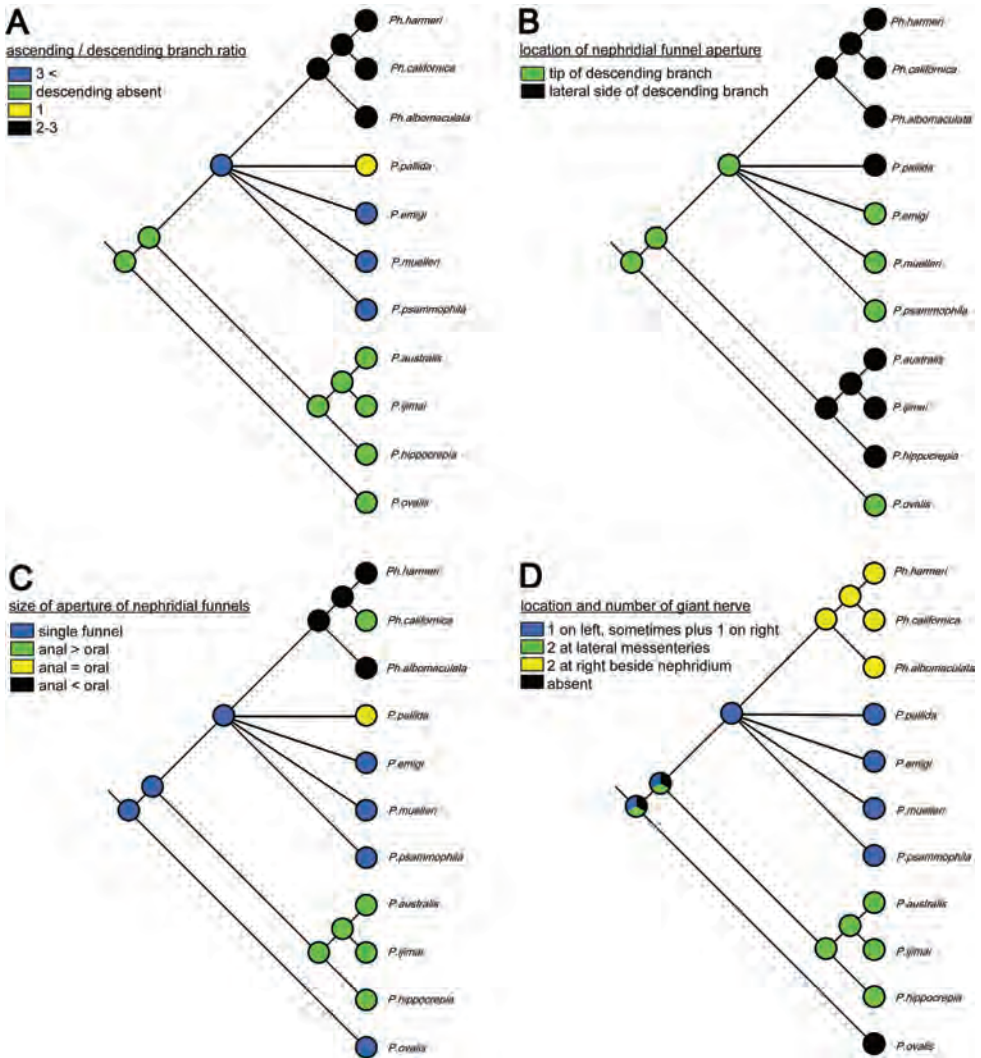 A
ascending / descending branch ratio
3 <
descending absent
1
2-3
Ph.harmeri
Ph.californica
Ph.albomaculata
P.pallida
P.emigi
P.muelleri
P.psammophila
P.australis
P.ijimai
P.hippocrepia
P.ovalis
B
location of nephridial funnel aperture
tip of descending branch
lateral side of descending branch
Ph.harmeri
Ph.californica
Ph.albomaculata
P.pallida
P.emigi
P.muelleri
P.psammophila
P.australis
P.ijimai
P.hippocrepia
P.ovalis
C
size of aperture of nephridial funnels
single funnel
anal > oral
anal = oral
anal < oral
Ph.harmeri
Ph.californica
Ph.albomaculata
P.pallida
P.emigi
P.muelleri
P.psammophila
P.australis
P.ijimai
P.hippocrepia
P.ovalis
D
location and number of giant nerve
1 on left, sometimes plus 1 on right
2 at lateral messenteries
2 at right beside nephridium
absent
Ph.harmeri
Ph.californica
Ph.albomaculata
P.pallida
P.emigi
P.muelleri
P.psammophila
P.australis
P.ijimai
P.hippocrepia
P.ovalis